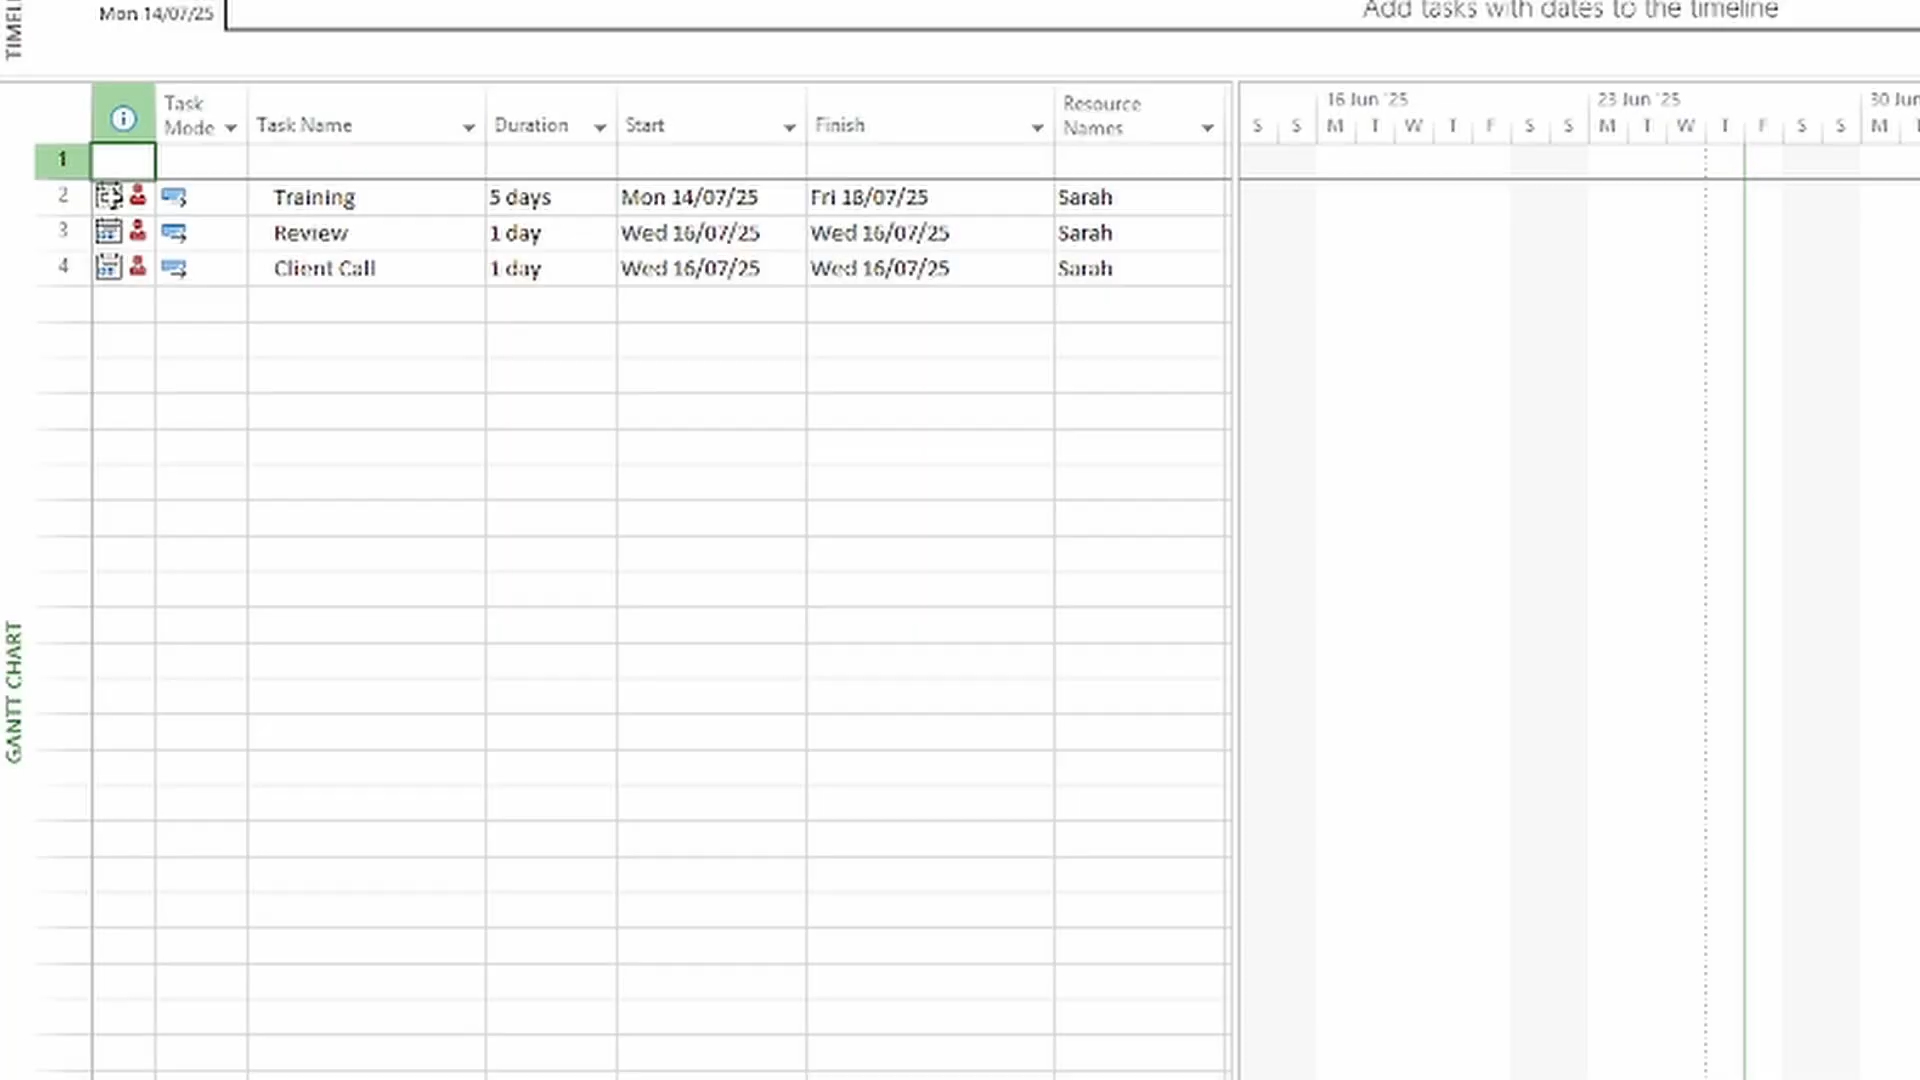 Mon 14/07/25
Add tasks with dates to the timeline
Task Mode Task Name Duration Start Finish Resource Names
16 Jun '25 23 Jun '25
S S M T W T F S S M T W T F S S M
1
2 Training 5 days Mon 14/07/25 Fri 18/07/25 Sarah
3 Review 1 day Wed 16/07/25 Wed 16/07/25 Sarah
4 Client Call 1 day Wed 16/07/25 Wed 16/07/25 Sarah
GANTT CHART